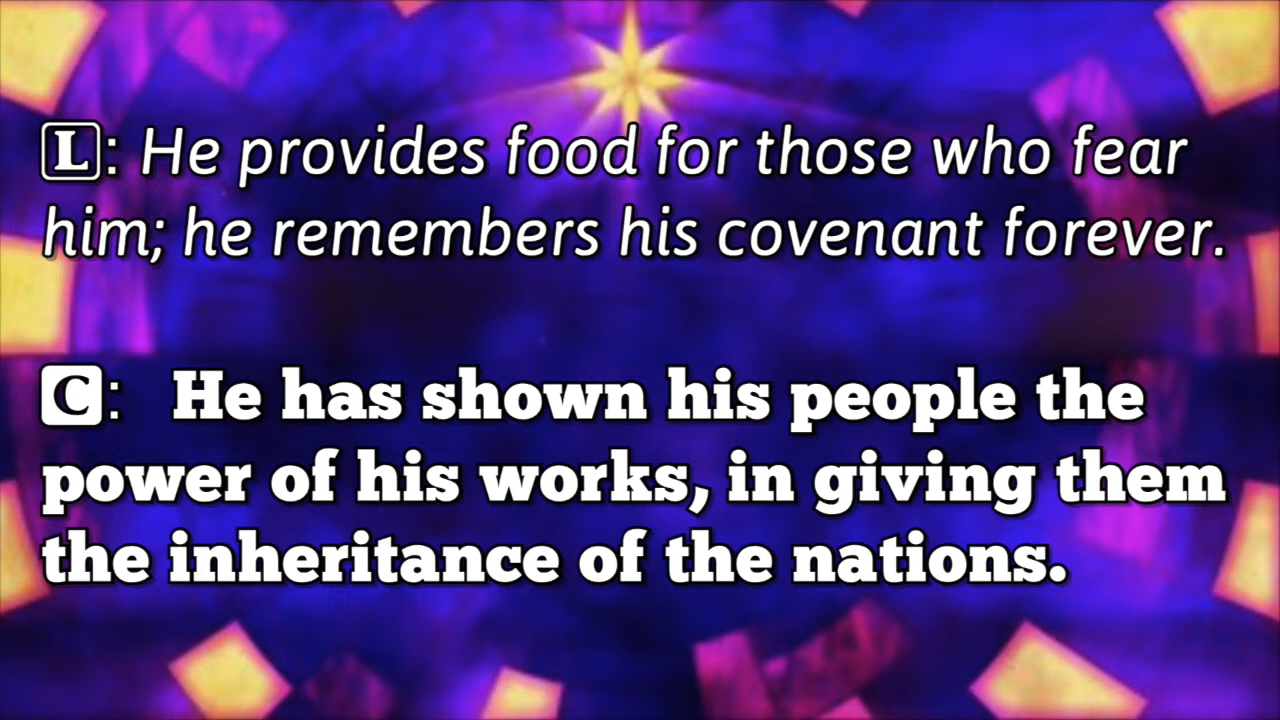 L: He provides food for those who fear
him; he remembers his covenant forever.
C: He has shown his people the
power of his works, in giving them
the inheritance of the nations.